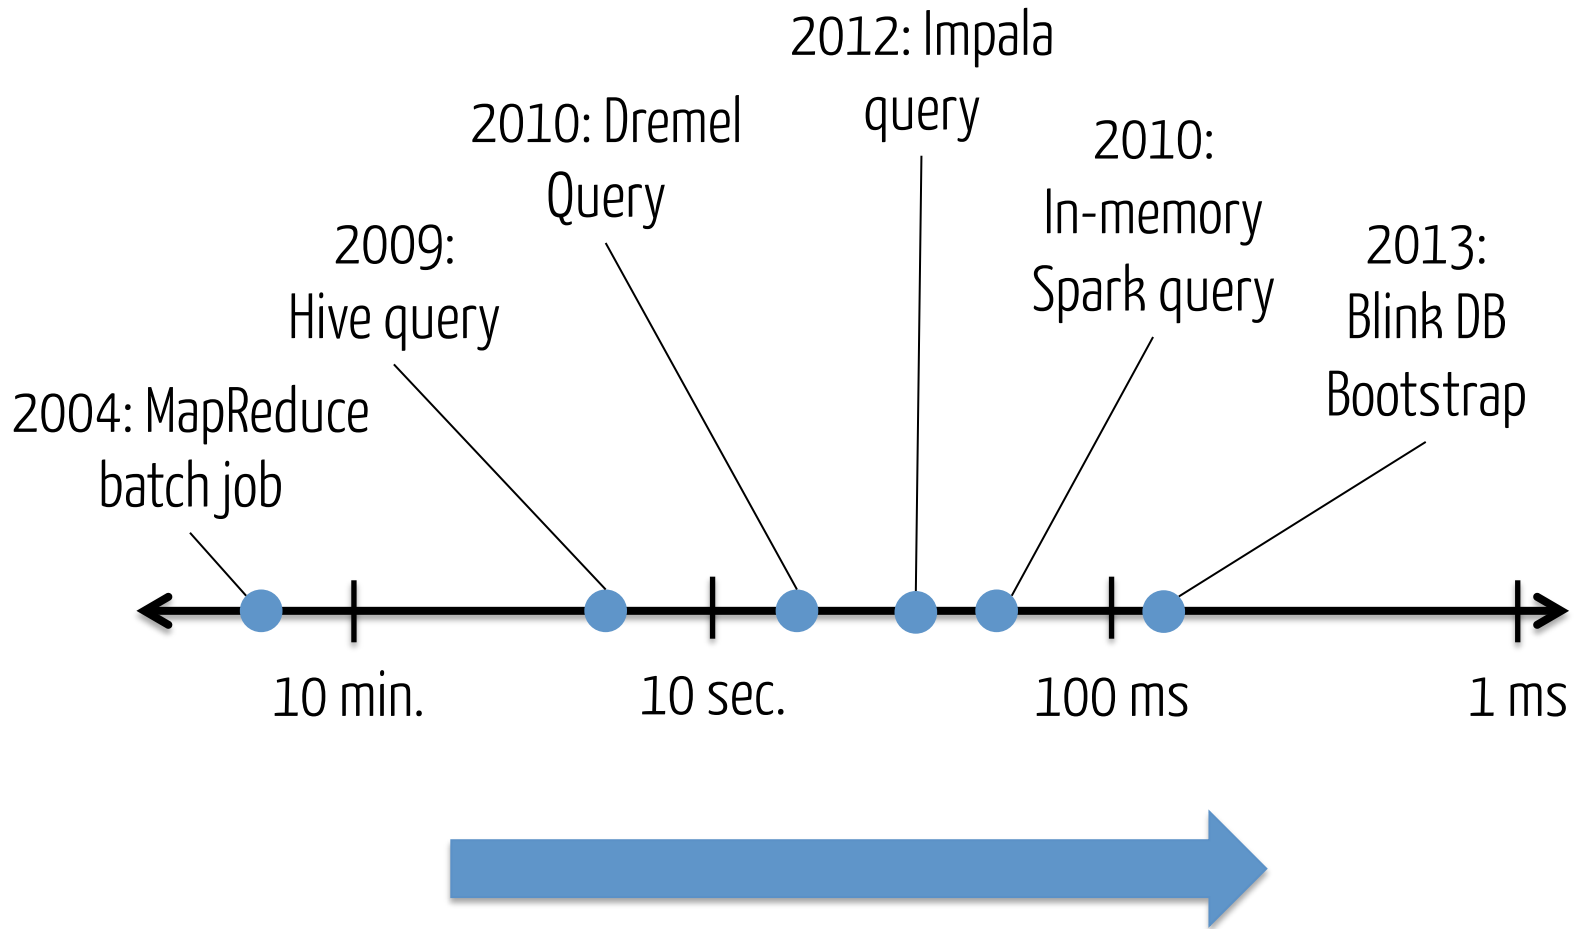 2012: Impala
query
2010: Dremel
Query
2010:
In-memory
Spark query
2009:
Hive query
2013:
Blink DB
Bootstrap
2004: MapReduce
batch job
10 min.
10 sec.
100 ms
1 ms